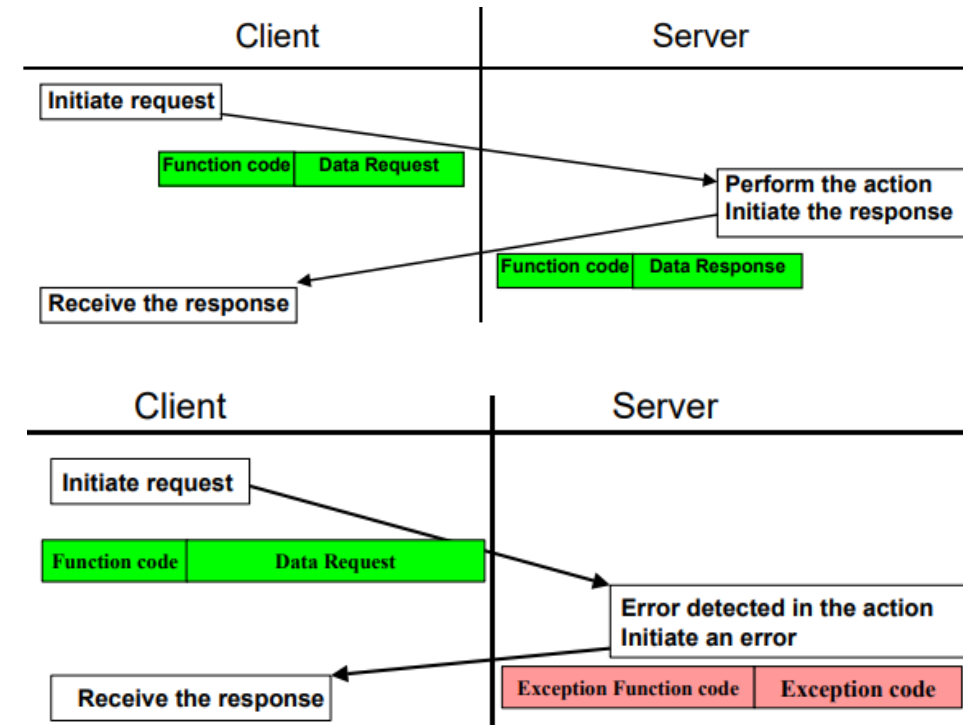 Client Server
Initiate request
Function code Data Request
Perform the action
Initiate the response
Function code Data Response
Receive the response
Client Server
Initiate request
Function code Data Request
Error detected in the action
Initiate an error
Exception Function code Exception code
Receive the response